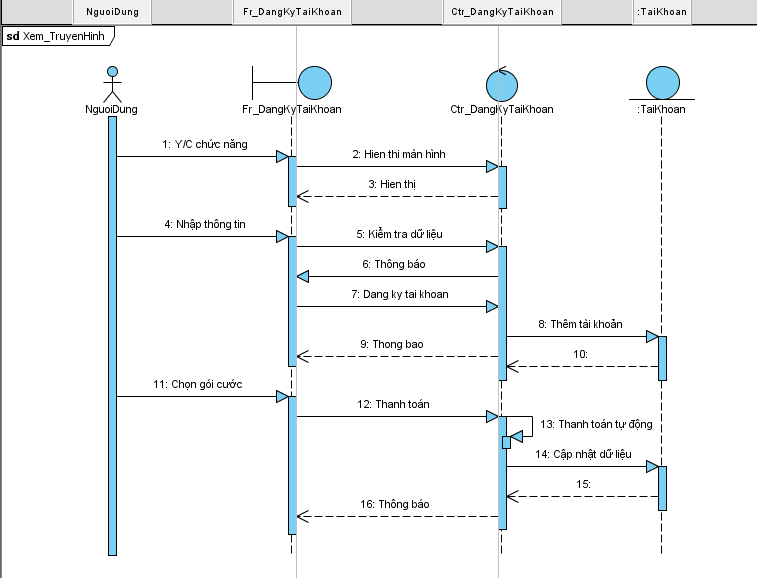 NguoiDung Fr_DangKyTaiKhoan Ctr_DangKyTaiKhoan :TaiKhoan
sd Xem_TruyenHinh
NguoiDung Fr_DangKyTaiKhoan Ctr_DangKyTaiKhoan :TaiKhoan
1: Y/C chức năng
2: Hien thi màn hình
3: Hien thị
4: Nhập thông tin
5: Kiểm tra dữ liệu
6: Thông báo
7: Dang ky tai khoan
8: Thêm tài khoản
9: Thong bao
10:
11: Chọn gói cước
12: Thanh toán
13: Thanh toán tự động
14: Cập nhật dữ liệu
15:
16: Thông báo